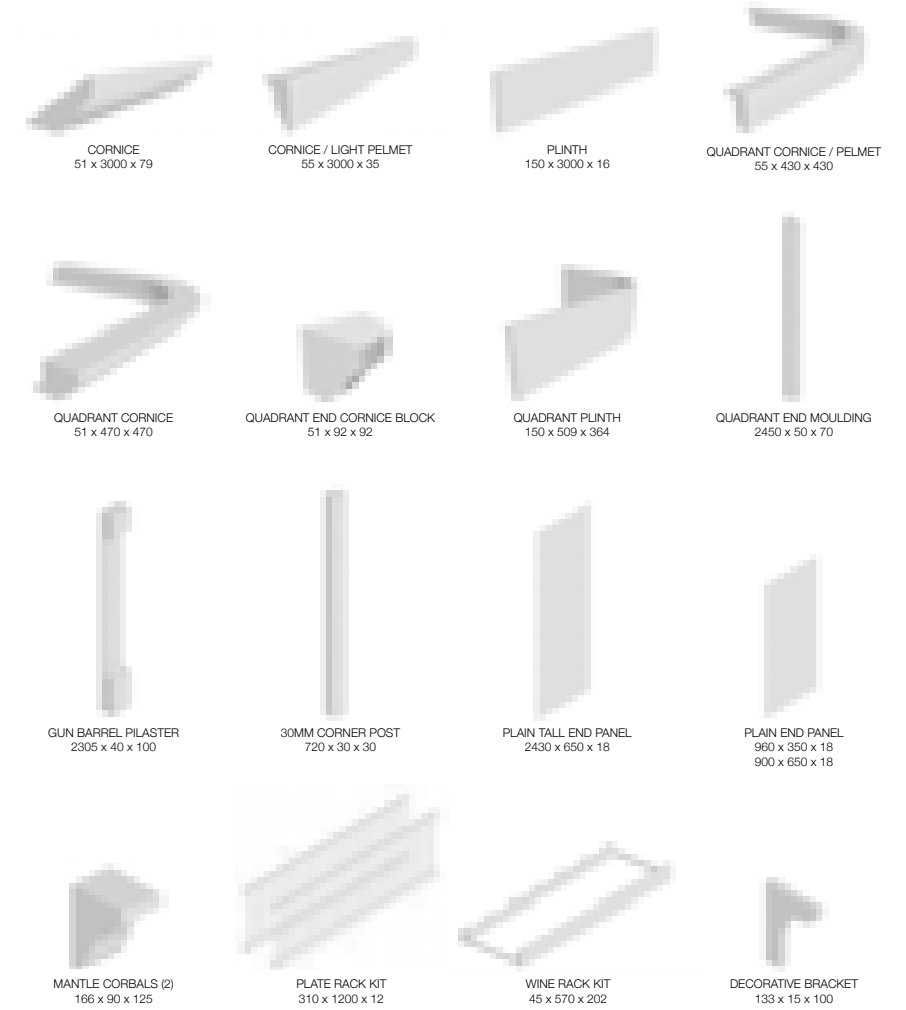 CORNICE
51 x 3000 x 79
CORNICE / LIGHT PELMET
55 x 3000 x 35
PLINTH
150 x 3000 x 16
QUADRANT CORNICE / PELMET
55 x 430 x 430
QUADRANT CORNICE
51 x 470 x 470
QUADRANT END CORNICE BLOCK
51 x 92 x 92
QUADRANT PLINTH
150 x 509 x 364
QUADRANT END MOULDING
2450 x 50 x 70
GUN BARREL PILASTER
2305 x 40 x 100
30MM CORNER POST
720 x 30 x 30
PLAIN TALL END PANEL
2430 x 650 x 18
PLAIN END PANEL
960 x 350 x 18
900 x 650 x 18
MANTLE CORBALS (2)
166 x 90 x 125
PLATE RACK KIT
310 x 1200 x 12
WINE RACK KIT
45 x 570 x 202
DECORATIVE BRACKET
133 x 15 x 100